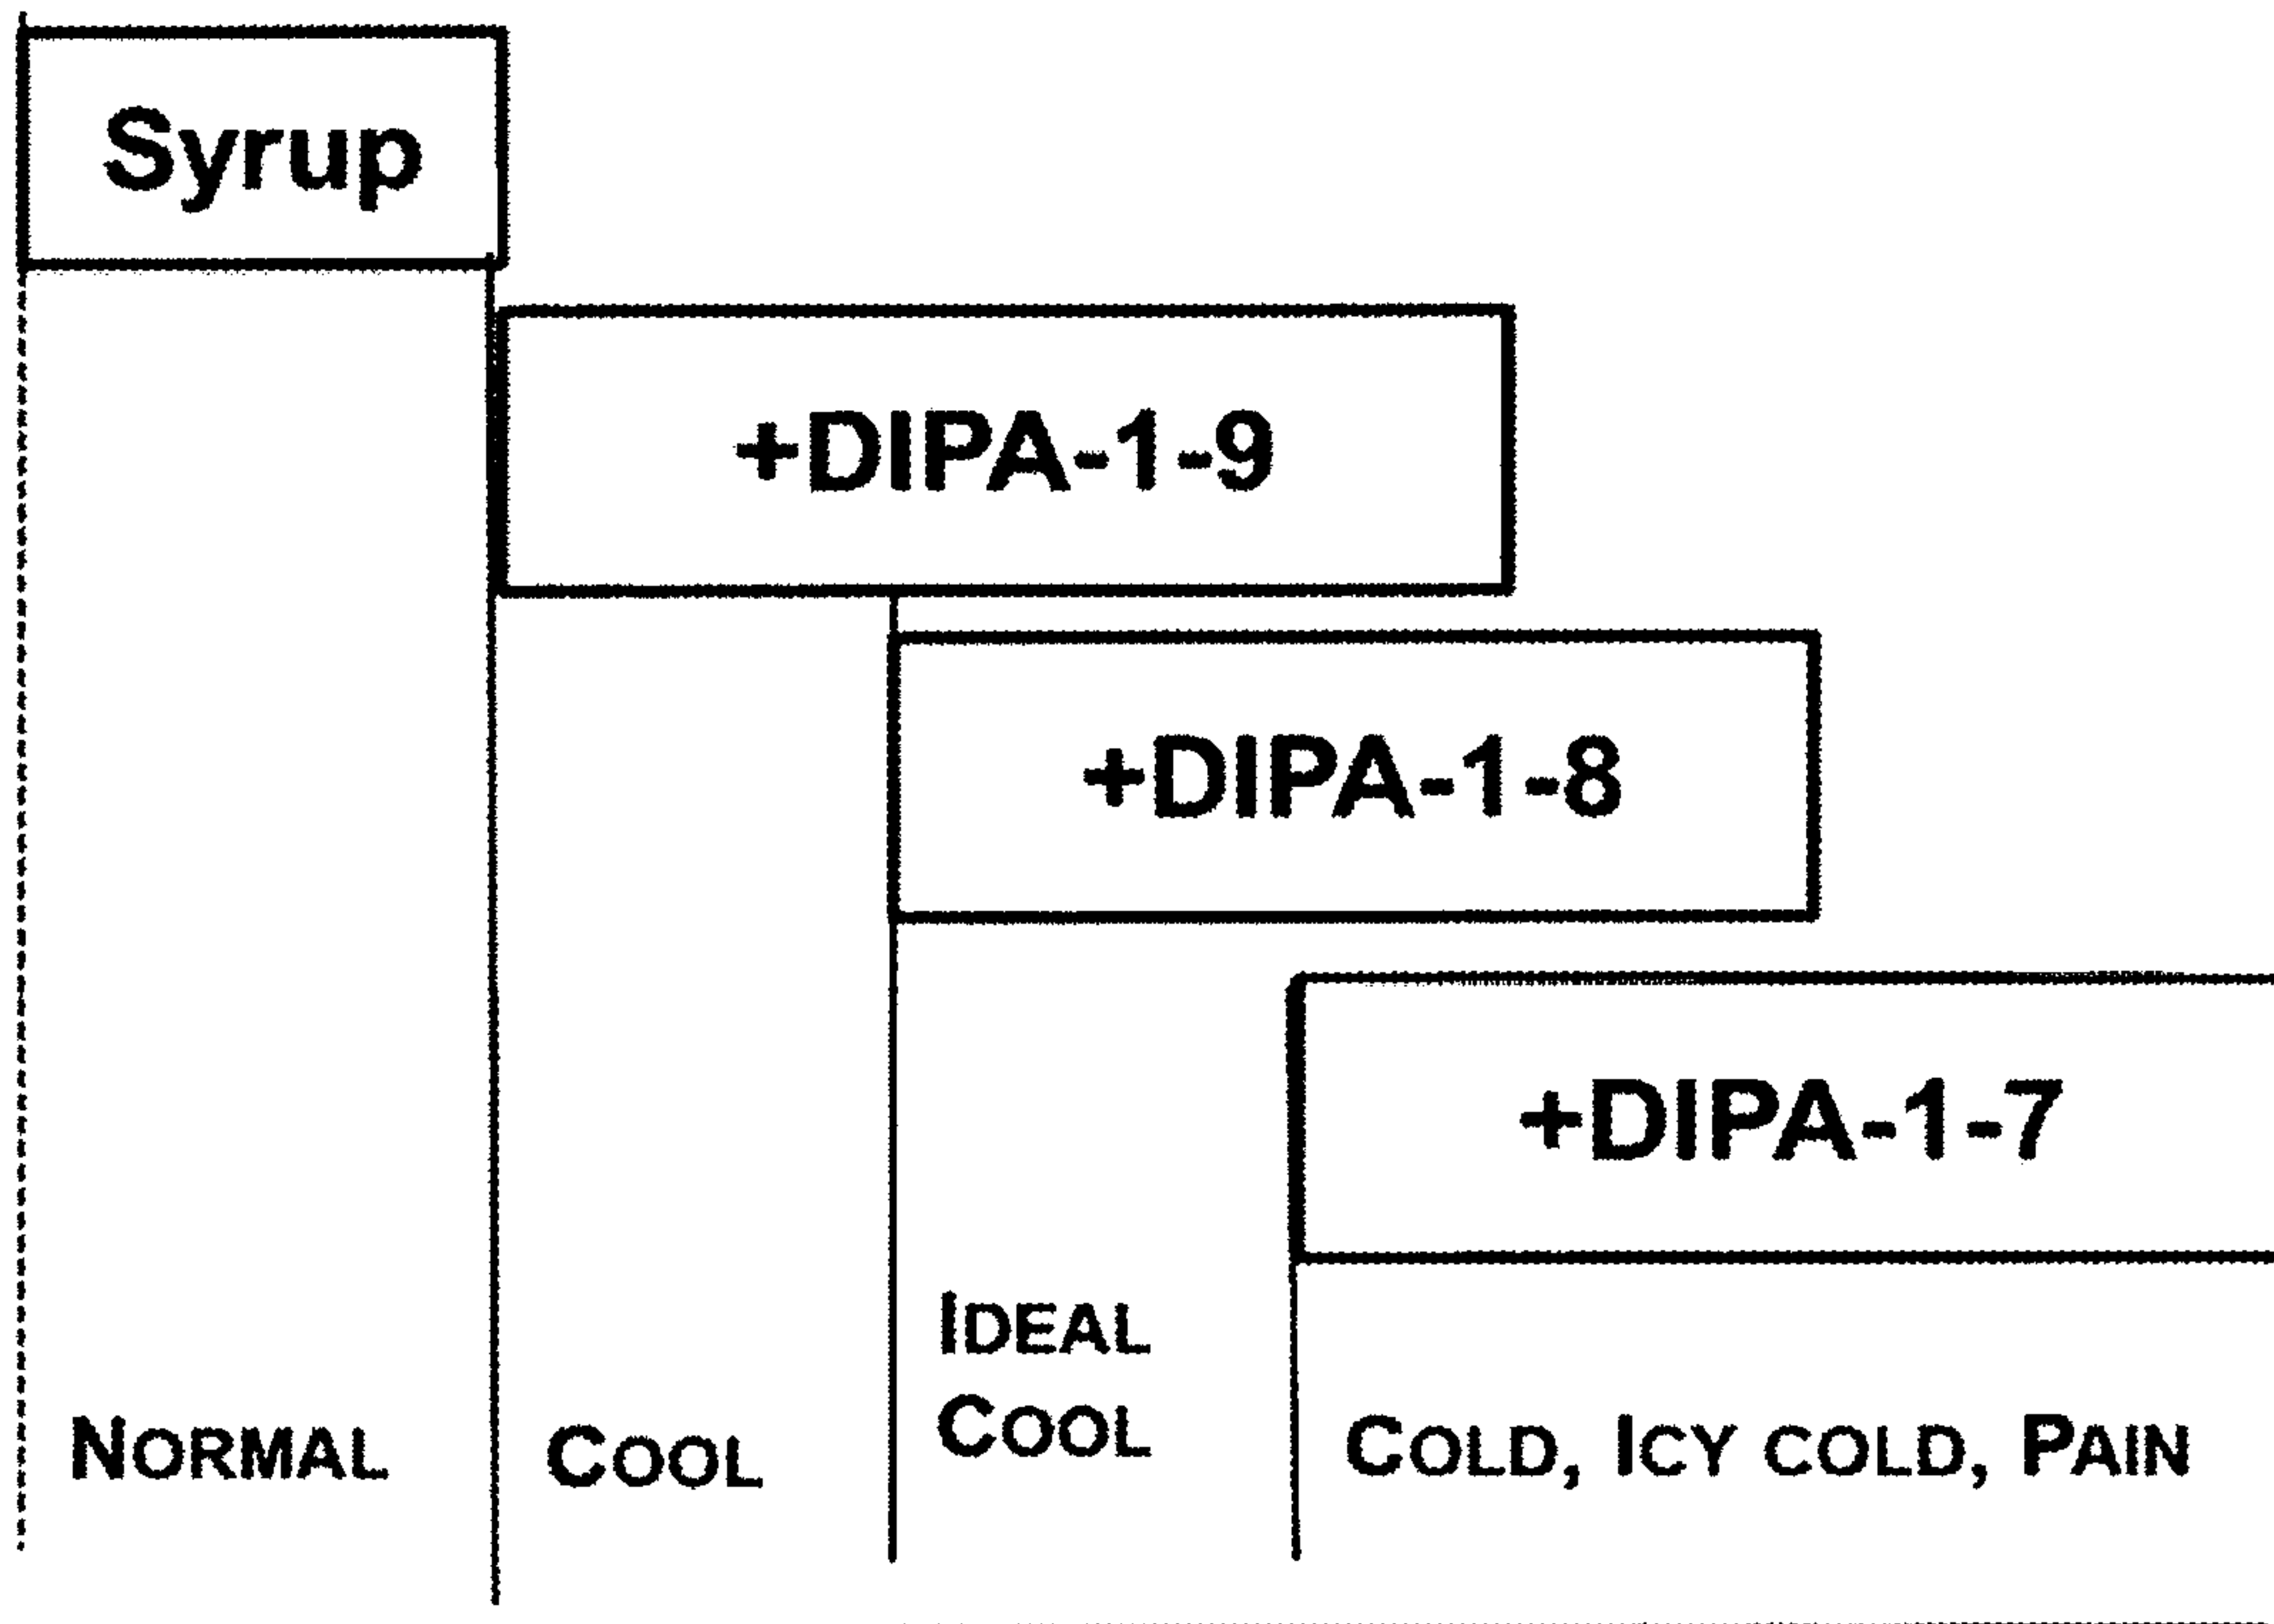 Syrup
+DIPA-1-9
+DIPA-1-8
+DIPA-1-7
NORMAL
COOL
IDEAL
COOL
COLD, ICY COLD, PAIN